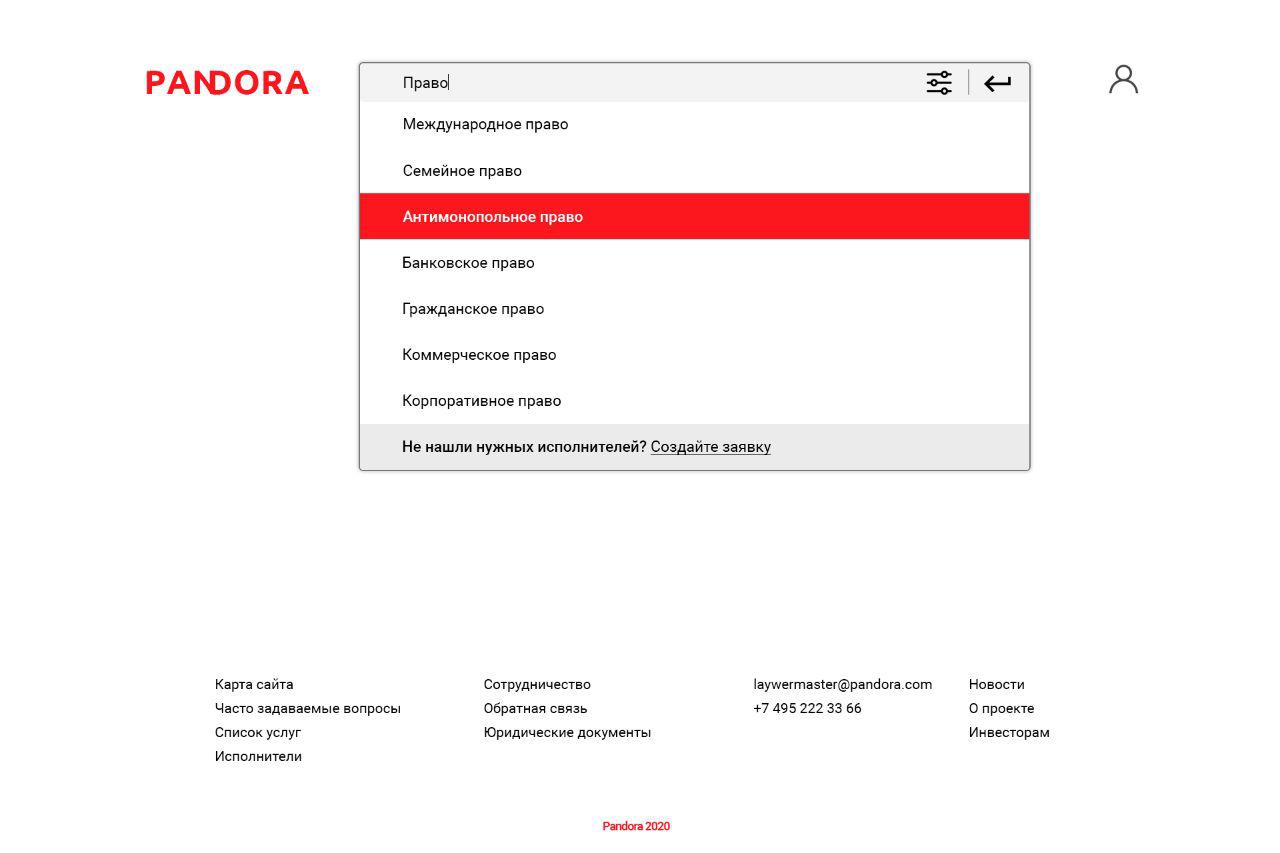 PANDORA
Право
Международное право
Семейное право
Антимонопольное право
Банковское право
Гражданское право
Коммерческое право
Корпоративное право
Не нашли нужных исполнителей? Создайте заявку
Карта сайта
Часто задаваемые вопросы
Список услуг
Исполнители
Сотрудничество
Обратная связь
Юридические документы
laywermaster@pandora.com
+7 495 222 33 66
Новости
О проекте
Инвесторам
Pandora 2020